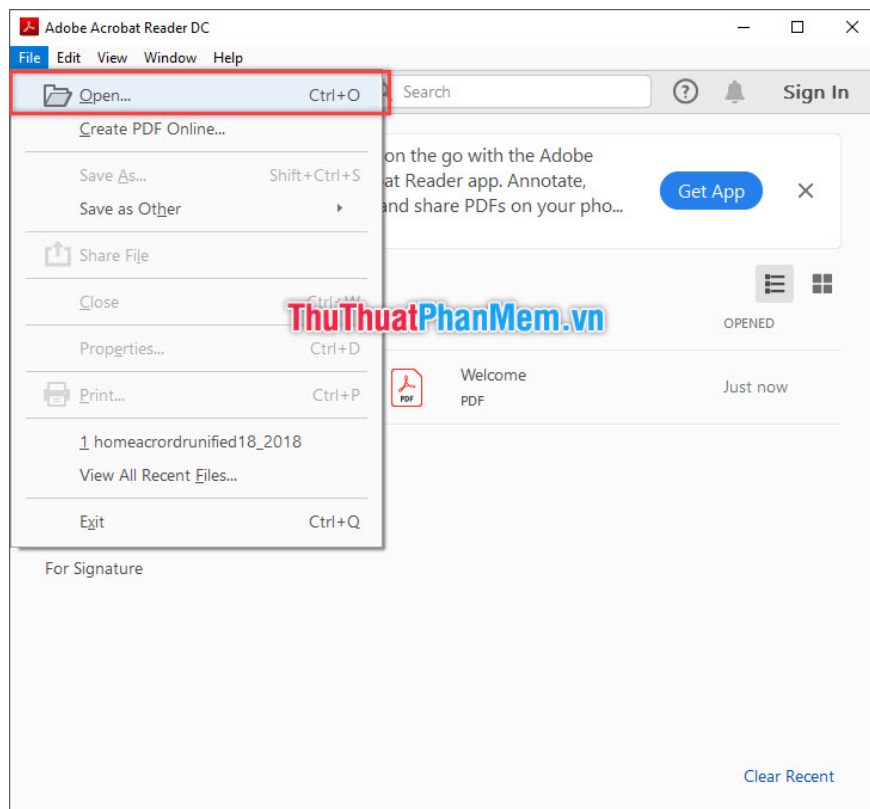 Adobe Acrobat Reader DC
File Edit View Window Help
Open... Ctrl+O
Search
Sign In
Create PDF Online...
on the go with the Adobe
at Reader app. Annotate,
and share PDFs on your pho...
Get App
Save As... Shift+Ctrl+S
Save as Other
Share File
Close Ctrl+W
ThuThuatPhanMem.vn
OPENED
Properties... Ctrl+D
Print... Ctrl+P
PDF
Welcome
PDF
Just now
1 homeacrordrunified18_2018
View All Recent Files...
Exit Ctrl+Q
For Signature
Clear Recent